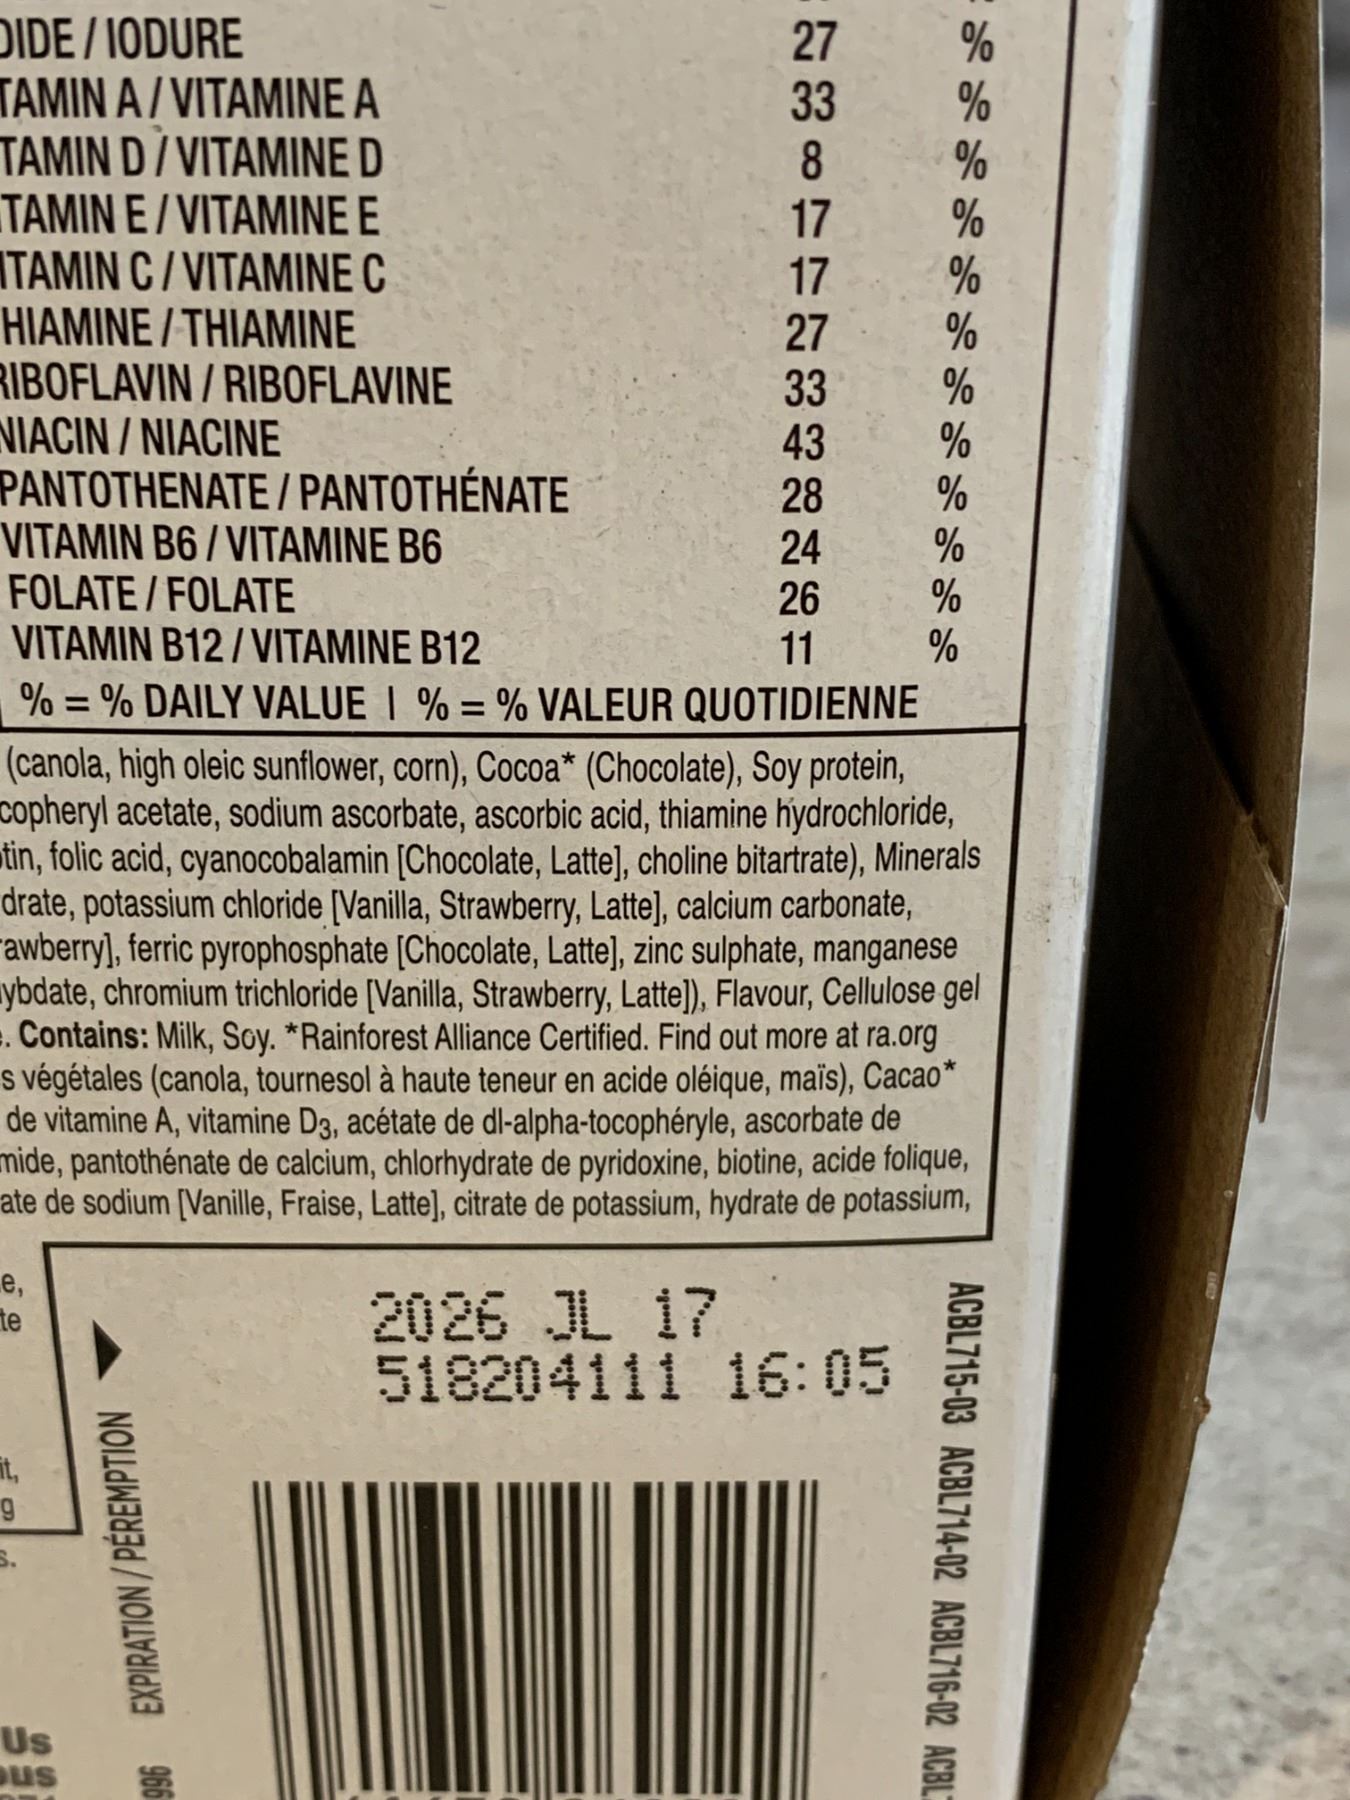 DIDE / IODURE 27 %
TAMIN A / VITAMINE A 33 %
TAMIN D / VITAMINE D 8 %
TAMIN E / VITAMINE E 17 %
ITAMIN C / VITAMINE C 17 %
HIAMINE / THIAMINE 27 %
RIBOFLAVIN / RIBOFLAVINE 33 %
NIACIN / NIACINE 43 %
PANTOTHENATE / PANTOTHÉNATE 28 %
VITAMIN B6 / VITAMINE B6 24 %
FOLATE / FOLATE 26 %
VITAMIN B12 / VITAMINE B12 11 %
% = % DAILY VALUE | % = % VALEUR QUOTIDIENNE
(canola, high oleic sunflower, corn), Cocoa* (Chocolate), Soy protein,
copheryl acetate, sodium ascorbate, ascorbic acid, thiamine hydrochloride,
tin, folic acid, cyanocobalamin [Chocolate, Latte], choline bitartrate), Minerals
drate, potassium chloride [Vanilla, Strawberry, Latte], calcium carbonate,
rawberry], ferric pyrophosphate [Chocolate, Latte], zinc sulphate, manganese
ybdate, chromium trichloride [Vanilla, Strawberry, Latte]), Flavour, Cellulose gel
. Contains: Milk, Soy. *Rainforest Alliance Certified. Find out more at ra.org
s végétales (canola, tournesol à haute teneur en acide oléique, maïs), Cacao*
de vitamine A, vitamine D3, acétate de dl-alpha-tocophéryle, ascorbate de
mide, pantothénate de calcium, chlorhydrate de pyridoxine, biotine, acide folique,
ate de sodium [Vanille, Fraise, Latte], citrate de potassium, hydrate de potassium,
e,
te
it,
g
s.
Us
ous
EXPIRATION / PÉREMPTION
996
2026 JL 17
518204111 16:05
ACBL715-03 ACBL714-02 ACBL716-02 ACBL